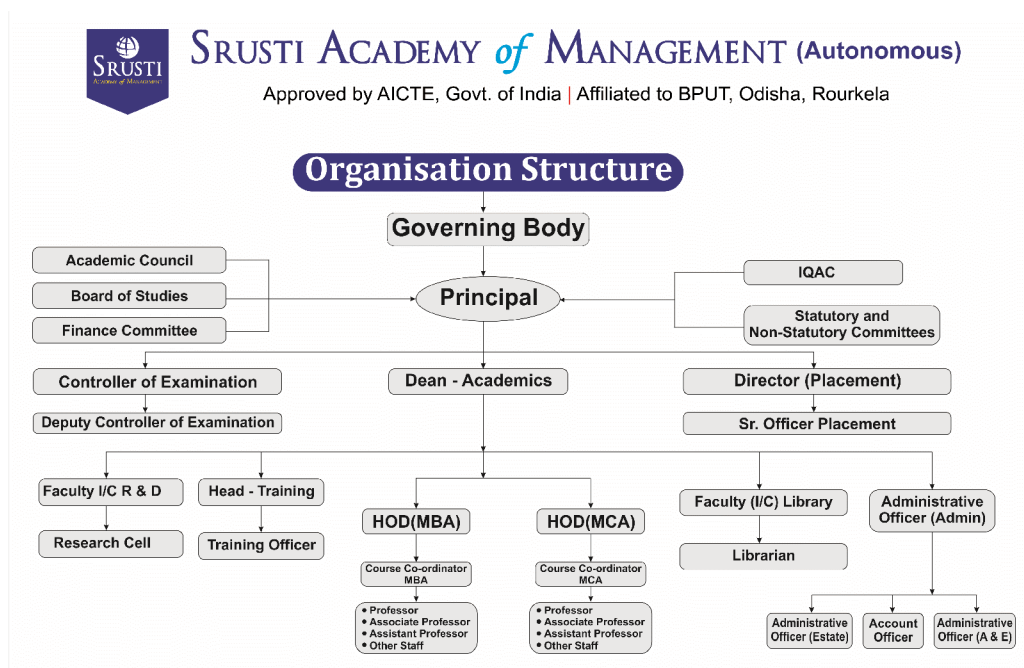 SRUSTI
ACADEMY OF MANAGEMENT
SRUSTI ACADEMY of MANAGEMENT (Autonomous)
Approved by AICTE, Govt. of India | Affiliated to BPUT, Odisha, Rourkela
Organisation Structure
Governing Body
Academic Council
Board of Studies
Finance Committee
Principal
IQAC
Statutory and
Non-Statutory Committees
Controller of Examination
Dean - Academics
Director (Placement)
Deputy Controller of Examination
Sr. Officer Placement
Faculty I/C R & D
Head - Training
HOD(MBA)
HOD(MCA)
Faculty (I/C) Library
Administrative
Officer (Admin)
Research Cell
Training Officer
Librarian
Course Co-ordinator
MBA
Course Co-ordinator
MCA
• Professor
• Associate Professor
• Assistant Professor
• Other Staff
• Professor
• Associate Professor
• Assistant Professor
• Other Staff
Administrative
Officer (Estate)
Account
Officer
Administrative
Officer (A & E)